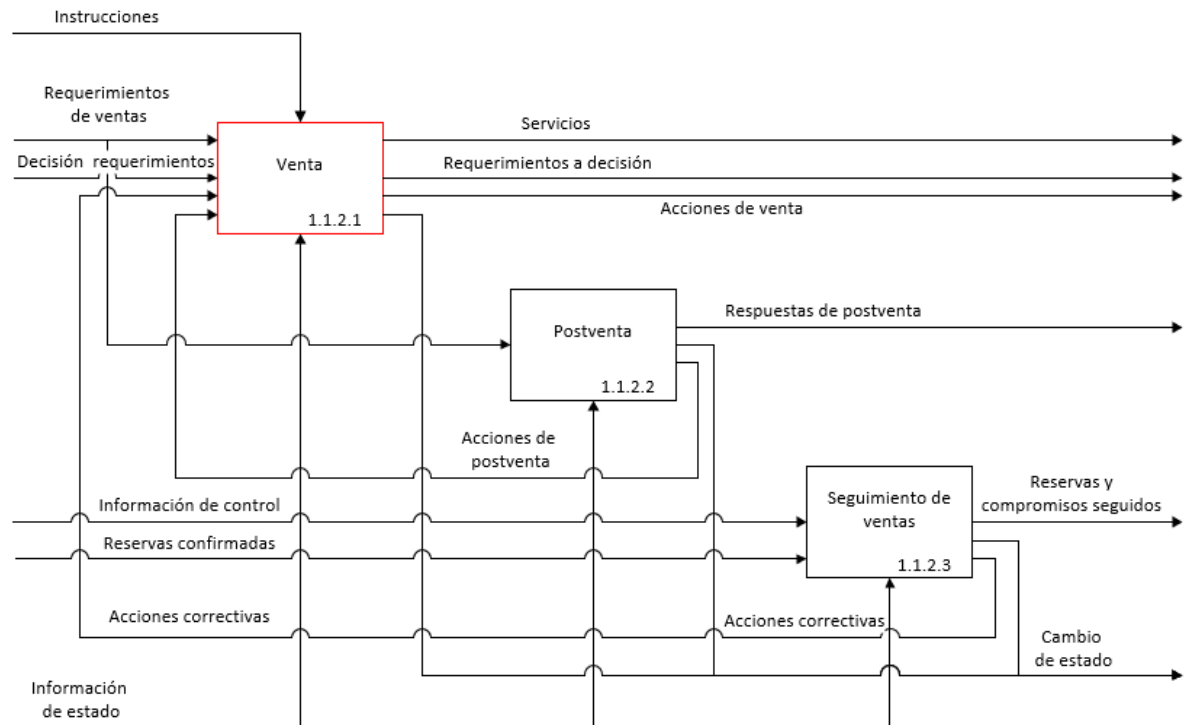 Instrucciones
Requerimientos
de ventas
Servicios
Decisión requerimientos
Venta
Requerimientos a decisión
Acciones de venta
1.1.2.1
Respuestas de postventa
Postventa
1.1.2.2
Acciones de
postventa
Información de control
Seguimiento de
ventas
Reservas y
compromisos seguidos
Reservas confirmadas
1.1.2.3
Acciones correctivas
Acciones correctivas
Cambio
de estado
Información
de estado